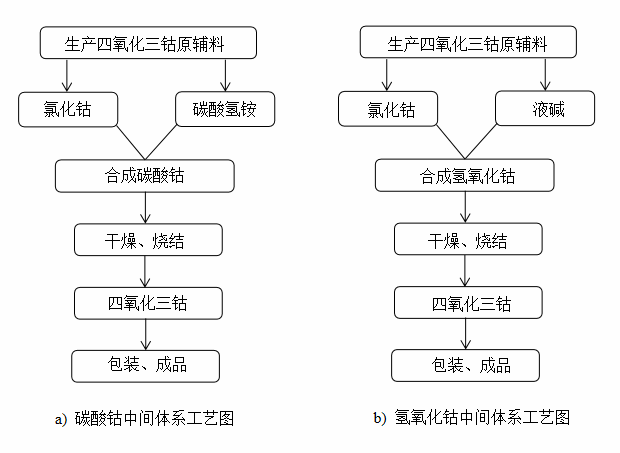 生产四氧化三钴原辅料
氯化钴
碳酸氢铵
合成碳酸钴
干燥、烧结
四氧化三钴
包装、成品
a) 碳酸钴中间体系工艺图
生产四氧化三钴原辅料
氯化钴
液碱
合成氢氧化钴
干燥、烧结
四氧化三钴
包装、成品
b) 氢氧化钴中间体系工艺图